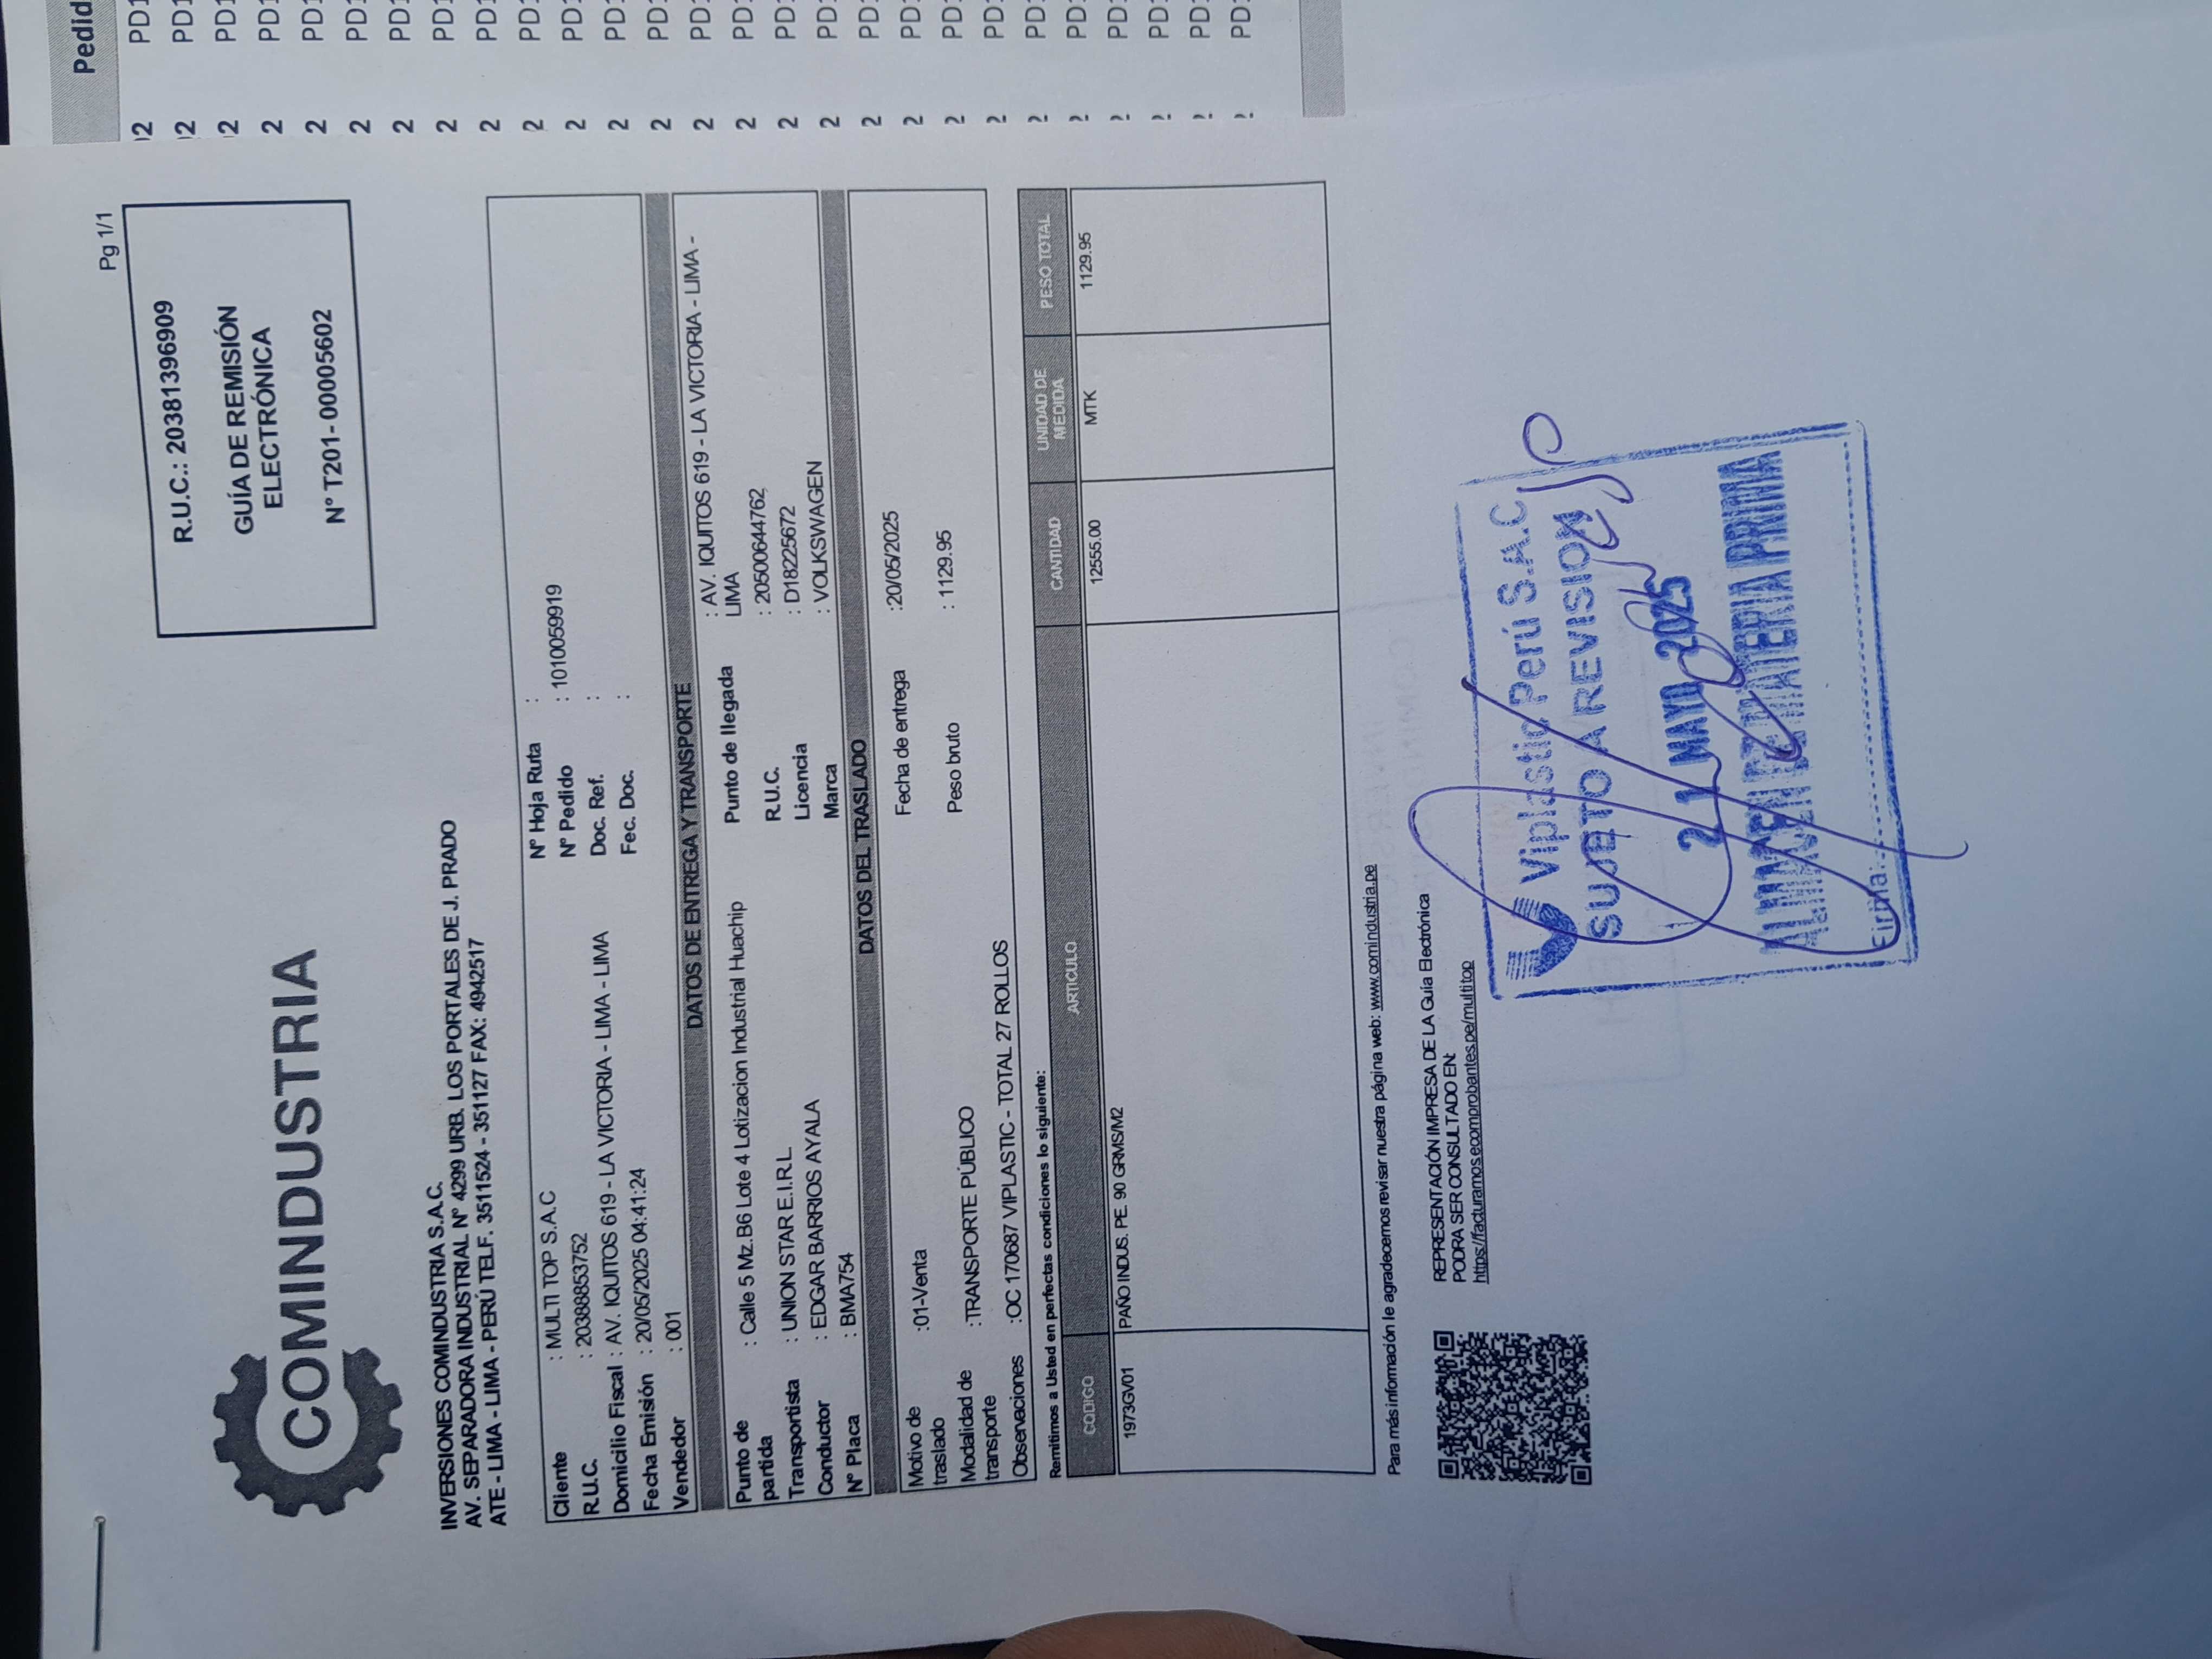 Pg 1/1
COMINDUSTRIA
R.U.C.: 20381396909
GUÍA DE REMISIÓN
ELECTRÓNICA
N° T201- 00005602
INVERSIONES COMINDUSTRIA S.A.C.
AV. SEPARADORA INDUSTRIAL N° 4299 URB. LOS PORTALES DE J. PRADO
ATE - LIMA - LIMA - PERÚ TELF. 3511524 - 351127 FAX: 4942517
Cliente : MULTI TOP S.A.C N° Hoja Ruta :
R.U.C. : 20388853752 N° Pedido : 1010059919
Domicilio Fiscal : AV. IQUITOS 619 - LA VICTORIA - LIMA - LIMA Doc. Ref. :
Fecha Emisión : 20/05/2025 04:41:24 Fec. Doc. :
Vendedor : 001
DATOS DE ENTREGA Y TRANSPORTE
Punto de partida : Calle 5 Mz.B6 Lote 4 Lotizacion Industrial Huachip Punto de llegada : AV. IQUITOS 619 - LA VICTORIA - LIMA - LIMA
Transportista : UNION STAR E.I.R.L R.U.C. : 20500644762
Conductor : EDGAR BARRIOS AYALA Licencia : D18225672
N° Placa : BMA754 Marca : VOLKSWAGEN
DATOS DEL TRASLADO
Motivo de traslado :01-Venta Fecha de entrega :20/05/2025
Modalidad de transporte :TRANSPORTE PÚBLICO Peso bruto : 1129.95
Observaciones :OC 170687 VIPLASTIC - TOTAL 27 ROLLOS
Remitimos a Usted en perfectas condiciones lo siguiente:
CODIGO ARTICULO CANTIDAD UNIDAD DE MEDIDA PESO TOTAL
1973GV01 PAÑO INDUS. PE. 90 GRMS/M2 12555.00 MTK 1129.95
Para más información le agradecemos revisar nuestra página web: www.comindustria.pe
REPRESENTACIÓN IMPRESA DE LA Guia Electrónica
PODRA SER CONSULTADO EN:
https://facturamosecomprobantes.pe/multitop
Viplastic Perú S.A.C
SUJETO A REVISION
21 MAYO 2025
ALMACEN DE MATERIA PRIMA
Firma: